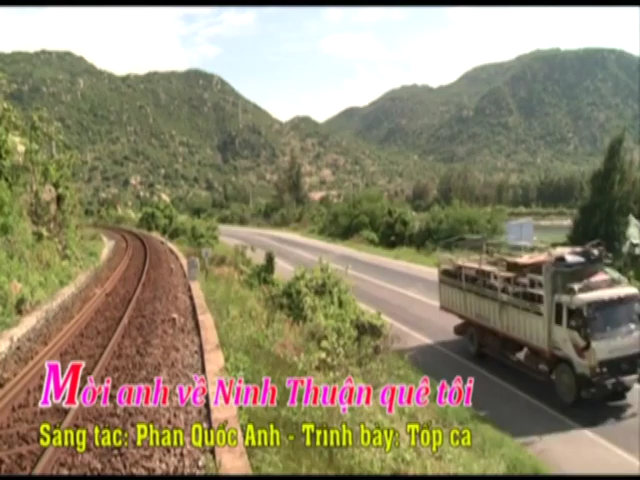 Mời anh về Ninh Thuận quê tôi
Sáng tác: Phan Quốc Anh - Trình bày: Tốp ca